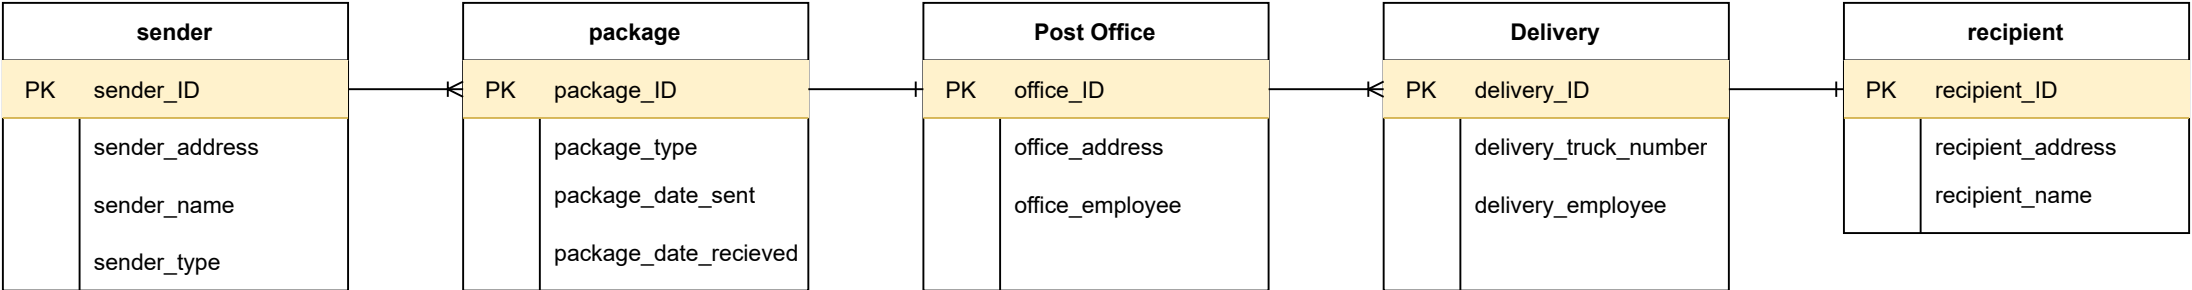 sender
PK sender_ID
sender_address
sender_name
sender_type
package
PK package_ID
package_type
package_date_sent
package_date_recieved
Post Office
PK office_ID
office_address
office_employee
Delivery
PK delivery_ID
delivery_truck_number
delivery_employee
recipient
PK recipient_ID
recipient_address
recipient_name